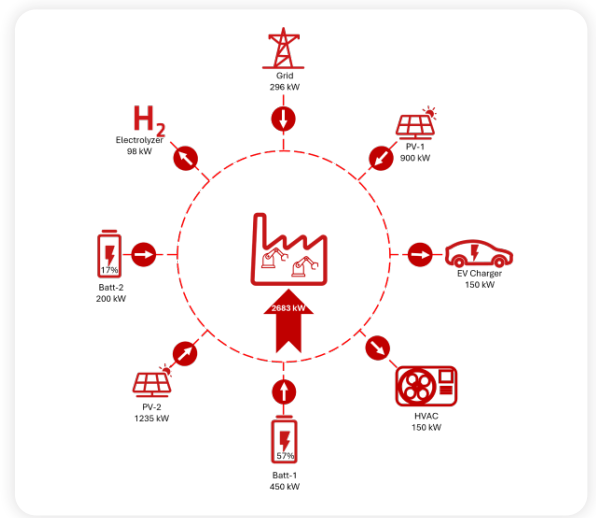 Grid
296 kW
H2
Electrolyzer
98 kW
PV-1
900 kW
17%
Batt-2
200 kW
EV Charger
150 kW
2683 kW
PV-2
1235 kW
HVAC
150 kW
57%
Batt-1
450 kW